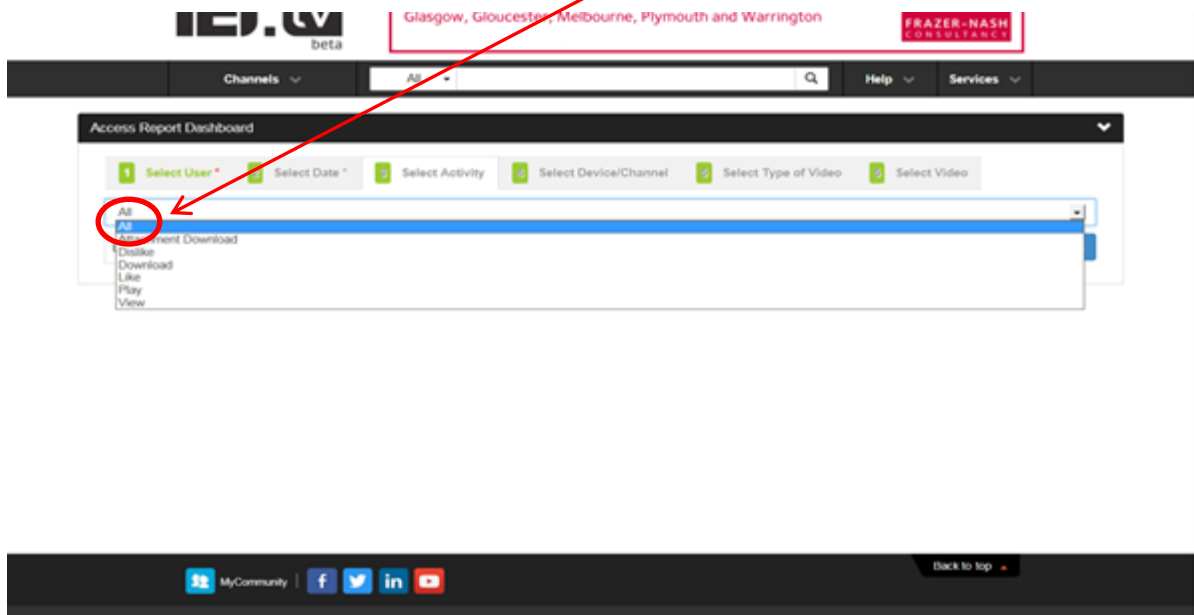 Glasgow, Gloucester, Melbourne, Plymouth and Warrington
FRAZER-NASH
CONSULTANCY
.tv
beta
Channels
All
Help
Services
Access Report Dashboard
1 Select User *
Select Date *
3 Select Activity
4 Select Device/Channel
5 Select Type of Video
6 Select Video
All
All
Attachment Download
Dislike
Download
Like
Play
View
MyCommunity
Back to top